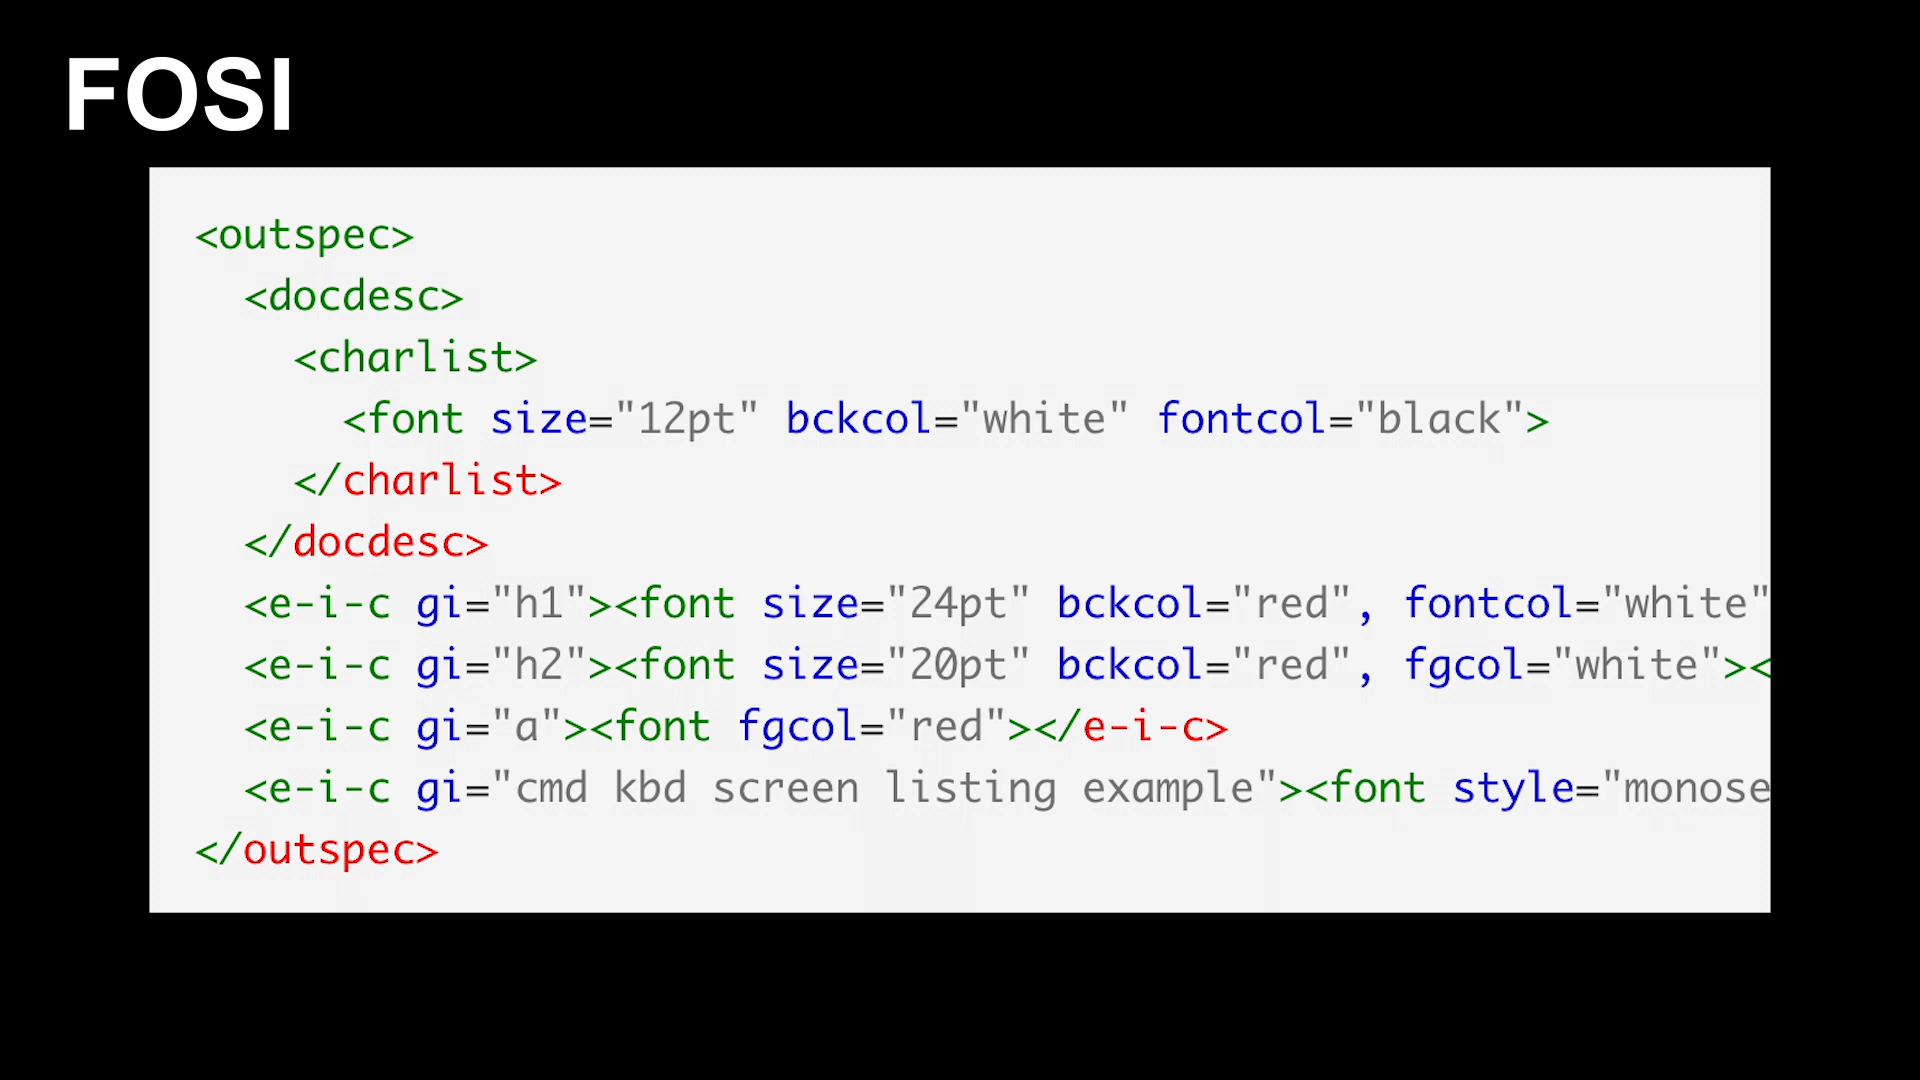 FOSI
<outspec>
<docdesc>
<charlist>
<font size="12pt" bckcol="white" fontcol="black">
</charlist>
</docdesc>
<e-i-c gi="h1"><font size="24pt" bckcol="red", fontcol="white"
<e-i-c gi="h2"><font size="20pt" bckcol="red", fgcol="white"><
<e-i-c gi="a"><font fgcol="red"></e-i-c>
<e-i-c gi="cmd kbd screen listing example"><font style="monose
</outspec>